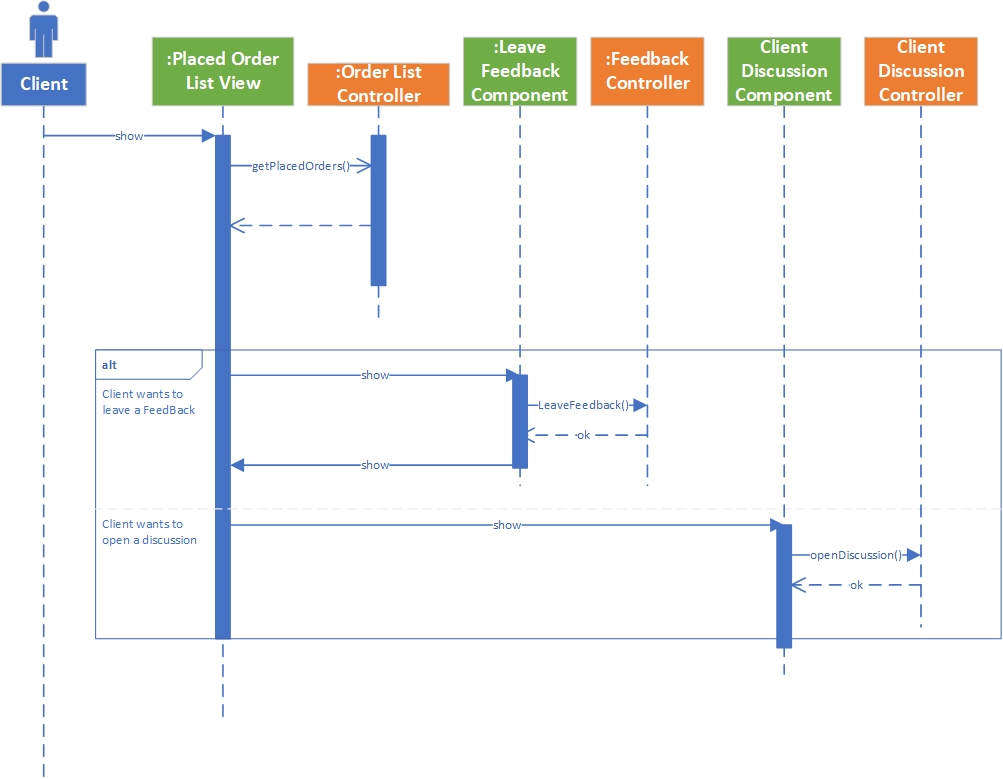 Client
:Placed Order
List View
:Order List
Controller
:Leave
Feedback
Component
:Feedback
Controller
Client
Discussion
Component
Client
Discussion
Controller
show
getPlacedOrders()
alt
Client wants to
leave a FeedBack
show
LeaveFeedback()
ok
show
Client wants to
open a discussion
show
openDiscussion()
ok